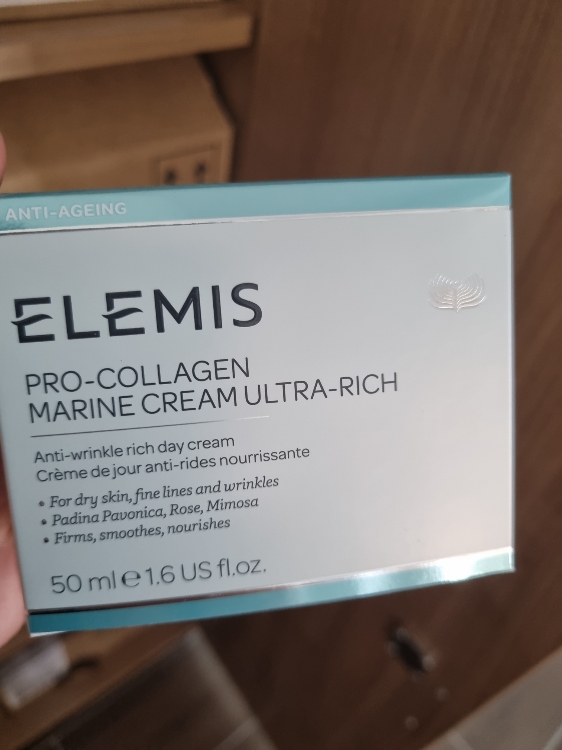 ANTI-AGEING
ELEMIS
PRO-COLLAGEN
MARINE CREAM ULTRA-RICH
Anti-wrinkle rich day cream
Crème de jour anti-rides nourrissante
• For dry skin, fine lines and wrinkles
• Padina Pavonica, Rose, Mimosa
• Firms, smoothes, nourishes
50 ml ℮ 1.6 US fl.oz.